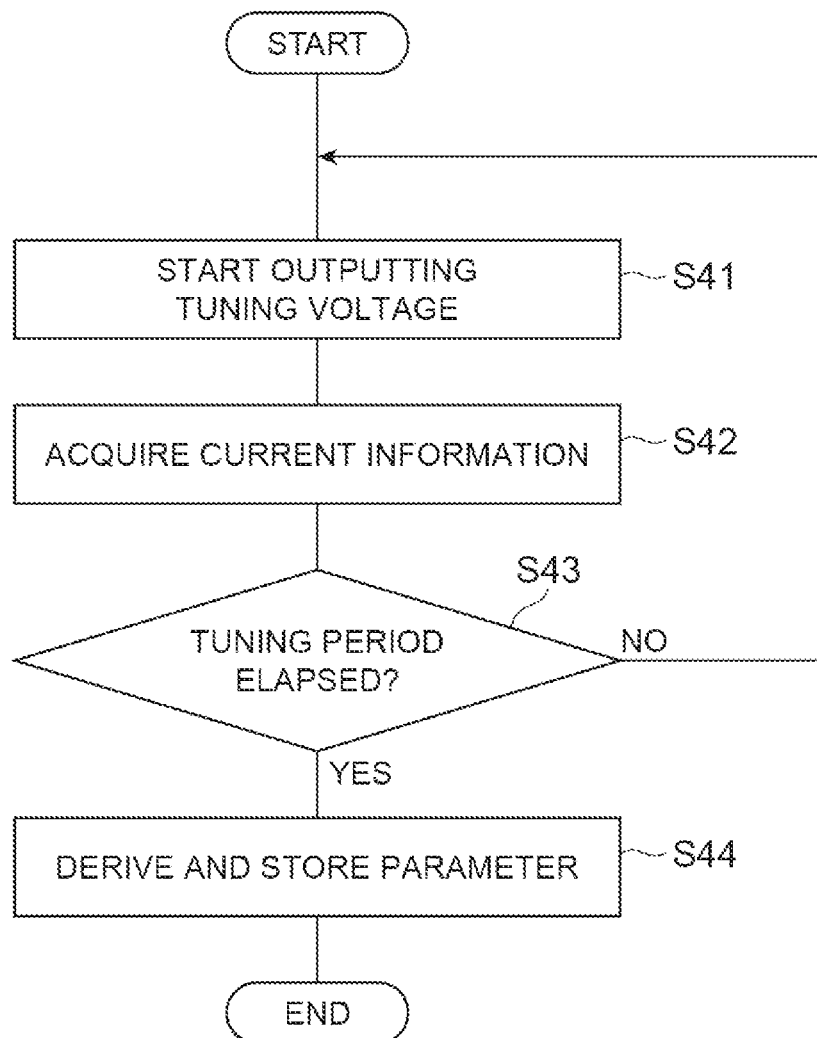 START
START OUTPUTTING
TUNING VOLTAGE
S41
ACQUIRE CURRENT INFORMATION
S42
S43
TUNING PERIOD
ELAPSED?
NO
YES
DERIVE AND STORE PARAMETER
S44
END